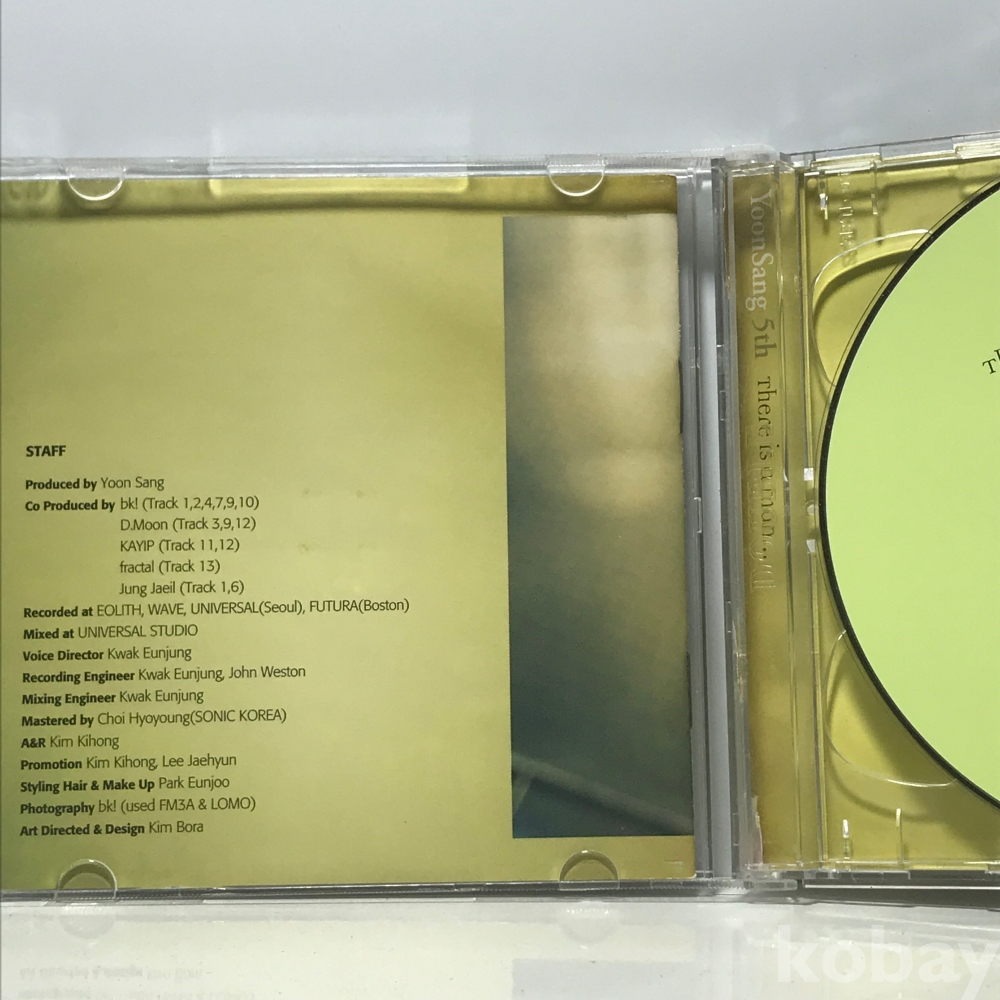 STAFF
Produced by Yoon Sang
Co Produced by bk! (Track 1,2,4,7,9,10)
D.Moon (Track 3,9,12)
KAYIP (Track 11,12)
fractal (Track 13)
Jung Jaeil (Track 1,6)
Recorded at EOLITH, WAVE, UNIVERSAL(Seoul), FUTURA(Boston)
Mixed at UNIVERSAL STUDIO
Voice Director Kwak Eunjung
Recording Engineer Kwak Eunjung, John Weston
Mixing Engineer Kwak Eunjung
Mastered by Choi Hyoyoung(SONIC KOREA)
A&R Kim Kihong
Promotion Kim Kihong, Lee Jaehyun
Styling Hair & Make Up Park Eunjoo
Photography bk! (used FM3A & LOMO)
Art Directed & Design Kim Bora
YoonSang 5th There is a man
kobay